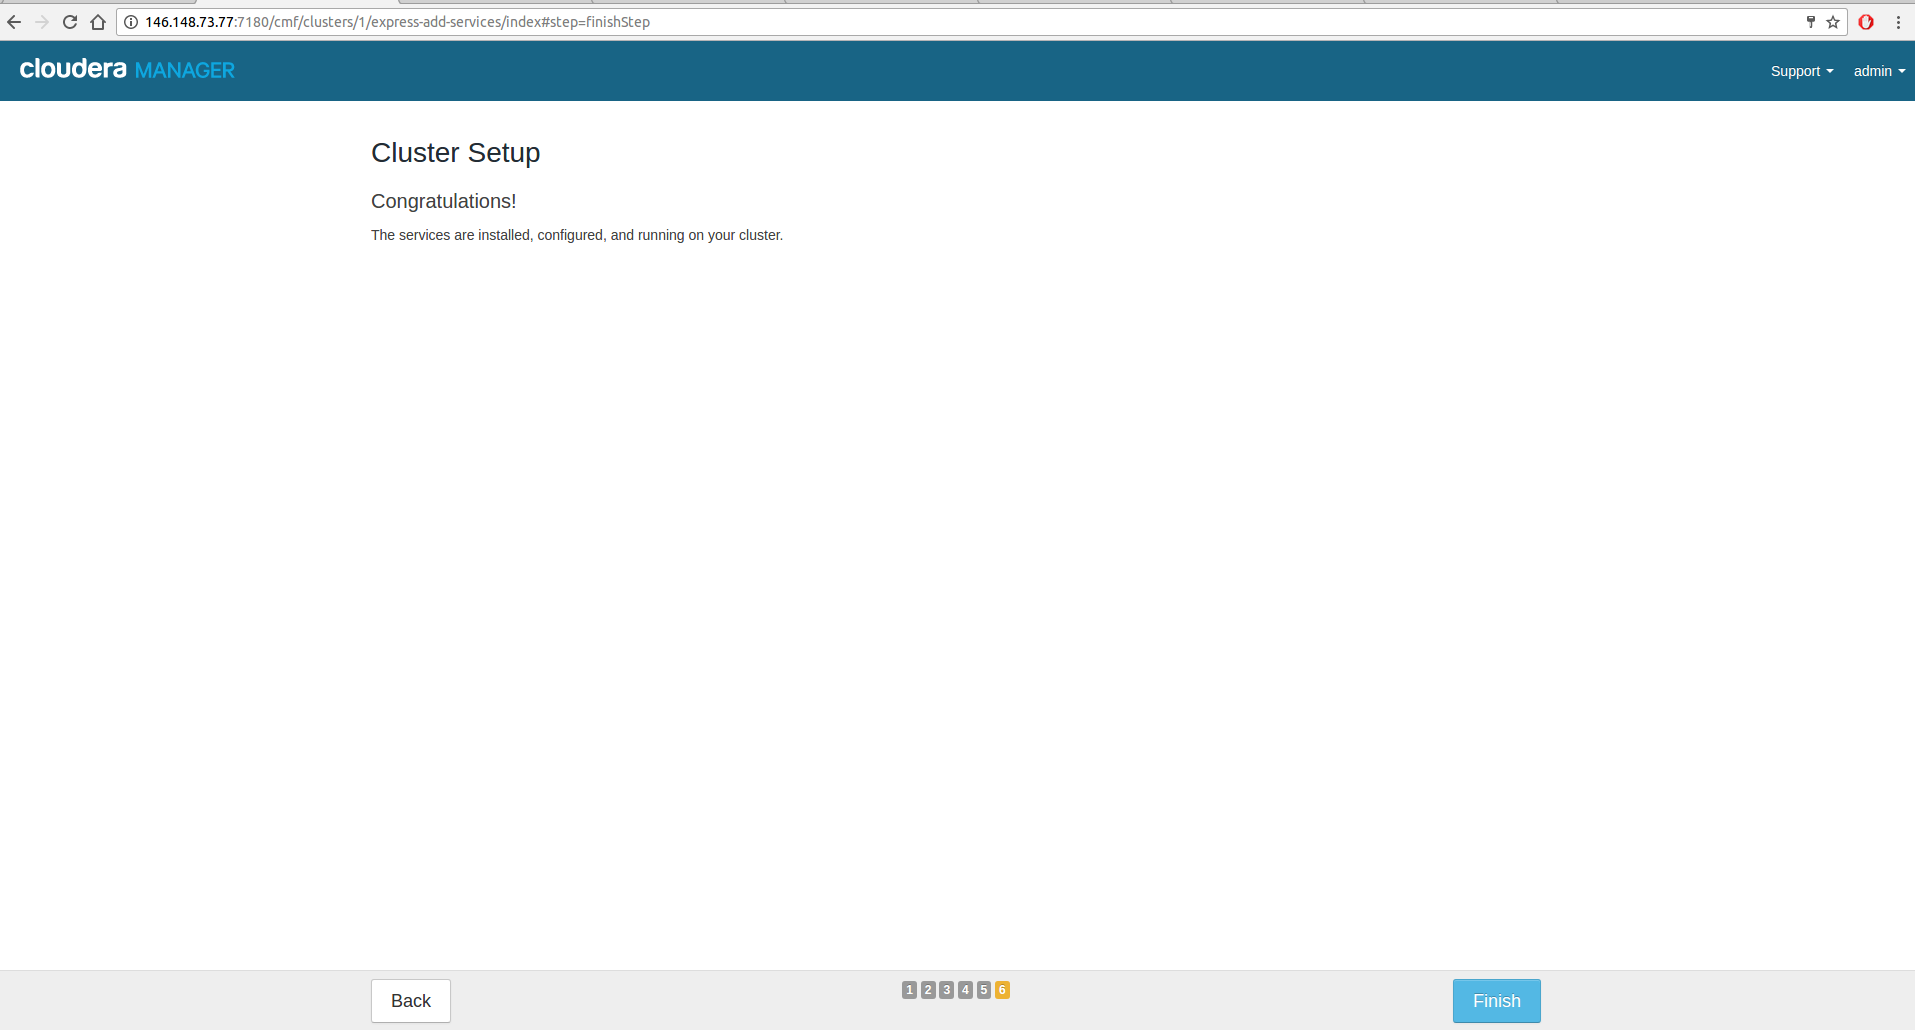 146.148.73.77:7180/cmf/clusters/1/express-add-services/index#step=finishStep
cloudera MANAGER
Support admin
Cluster Setup
Congratulations!
The services are installed, configured, and running on your cluster.
Back 1 2 3 4 5 6 Finish